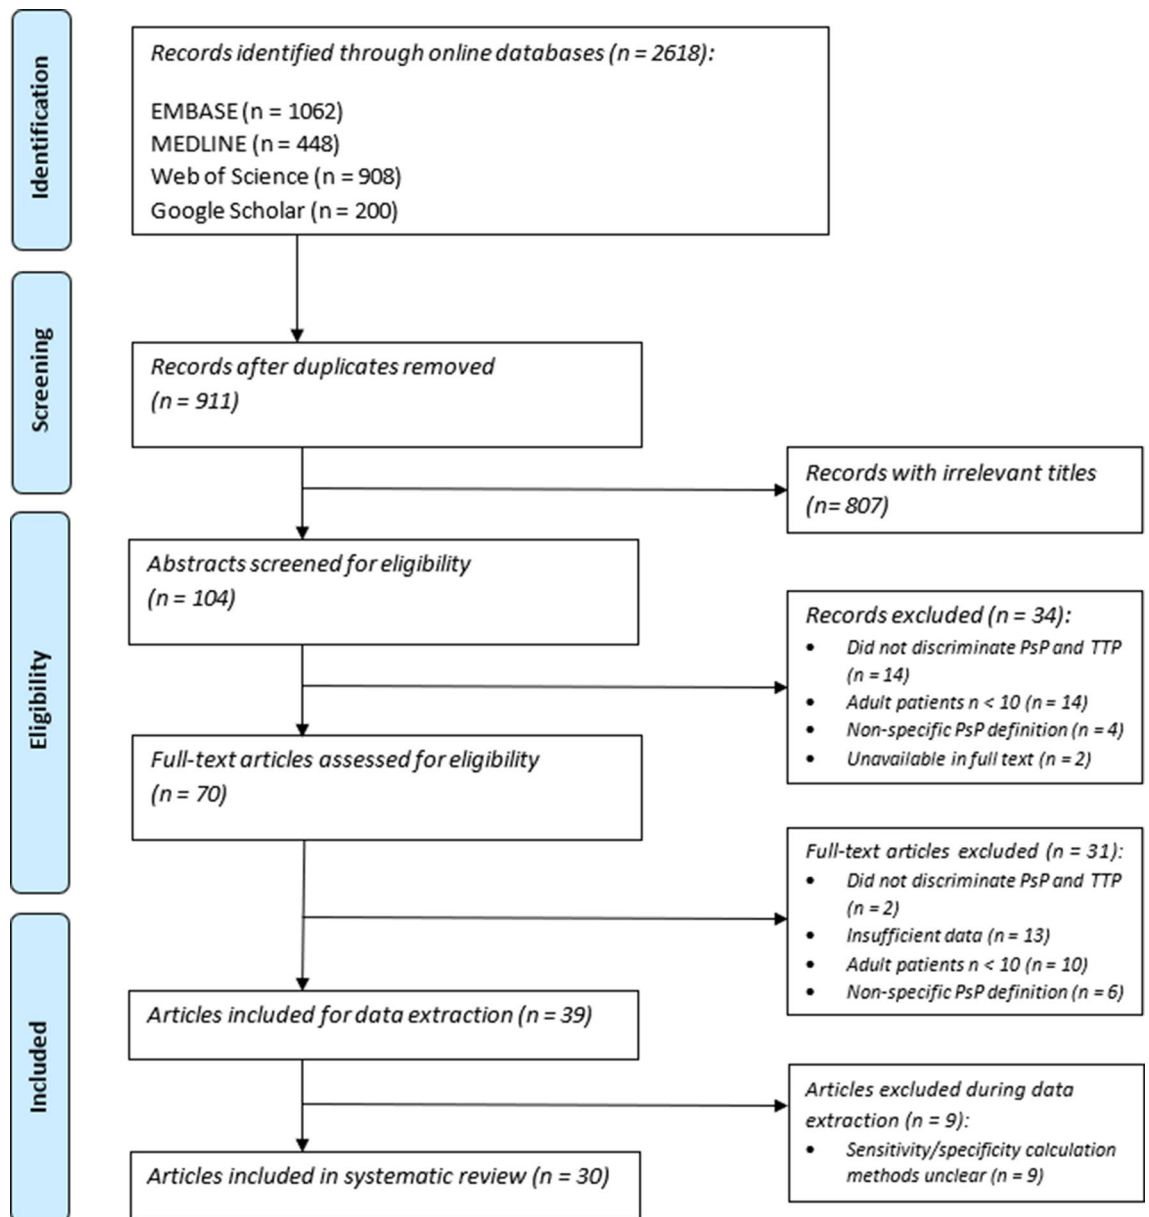 Identification
Records identified through online databases (n = 2618):
EMBASE (n = 1062)
MEDLINE (n = 448)
Web of Science (n = 908)
Google Scholar (n = 200)
Screening
Records after duplicates removed
(n = 911)
Records with irrelevant titles
(n= 807)
Eligibility
Abstracts screened for eligibility
(n = 104)
Records excluded (n = 34):
• Did not discriminate PsP and TTP
(n = 14)
• Adult patients n < 10 (n = 14)
• Non-specific PsP definition (n = 4)
• Unavailable in full text (n = 2)
Full-text articles assessed for eligibility
(n = 70)
Full-text articles excluded (n = 31):
• Did not discriminate PsP and TTP
(n = 2)
• Insufficient data (n = 13)
• Adult patients n < 10 (n = 10)
• Non-specific PsP definition (n = 6)
Included
Articles included for data extraction (n = 39)
Articles excluded during data
extraction (n = 9):
• Sensitivity/specificity calculation
methods unclear (n = 9)
Articles included in systematic review (n = 30)